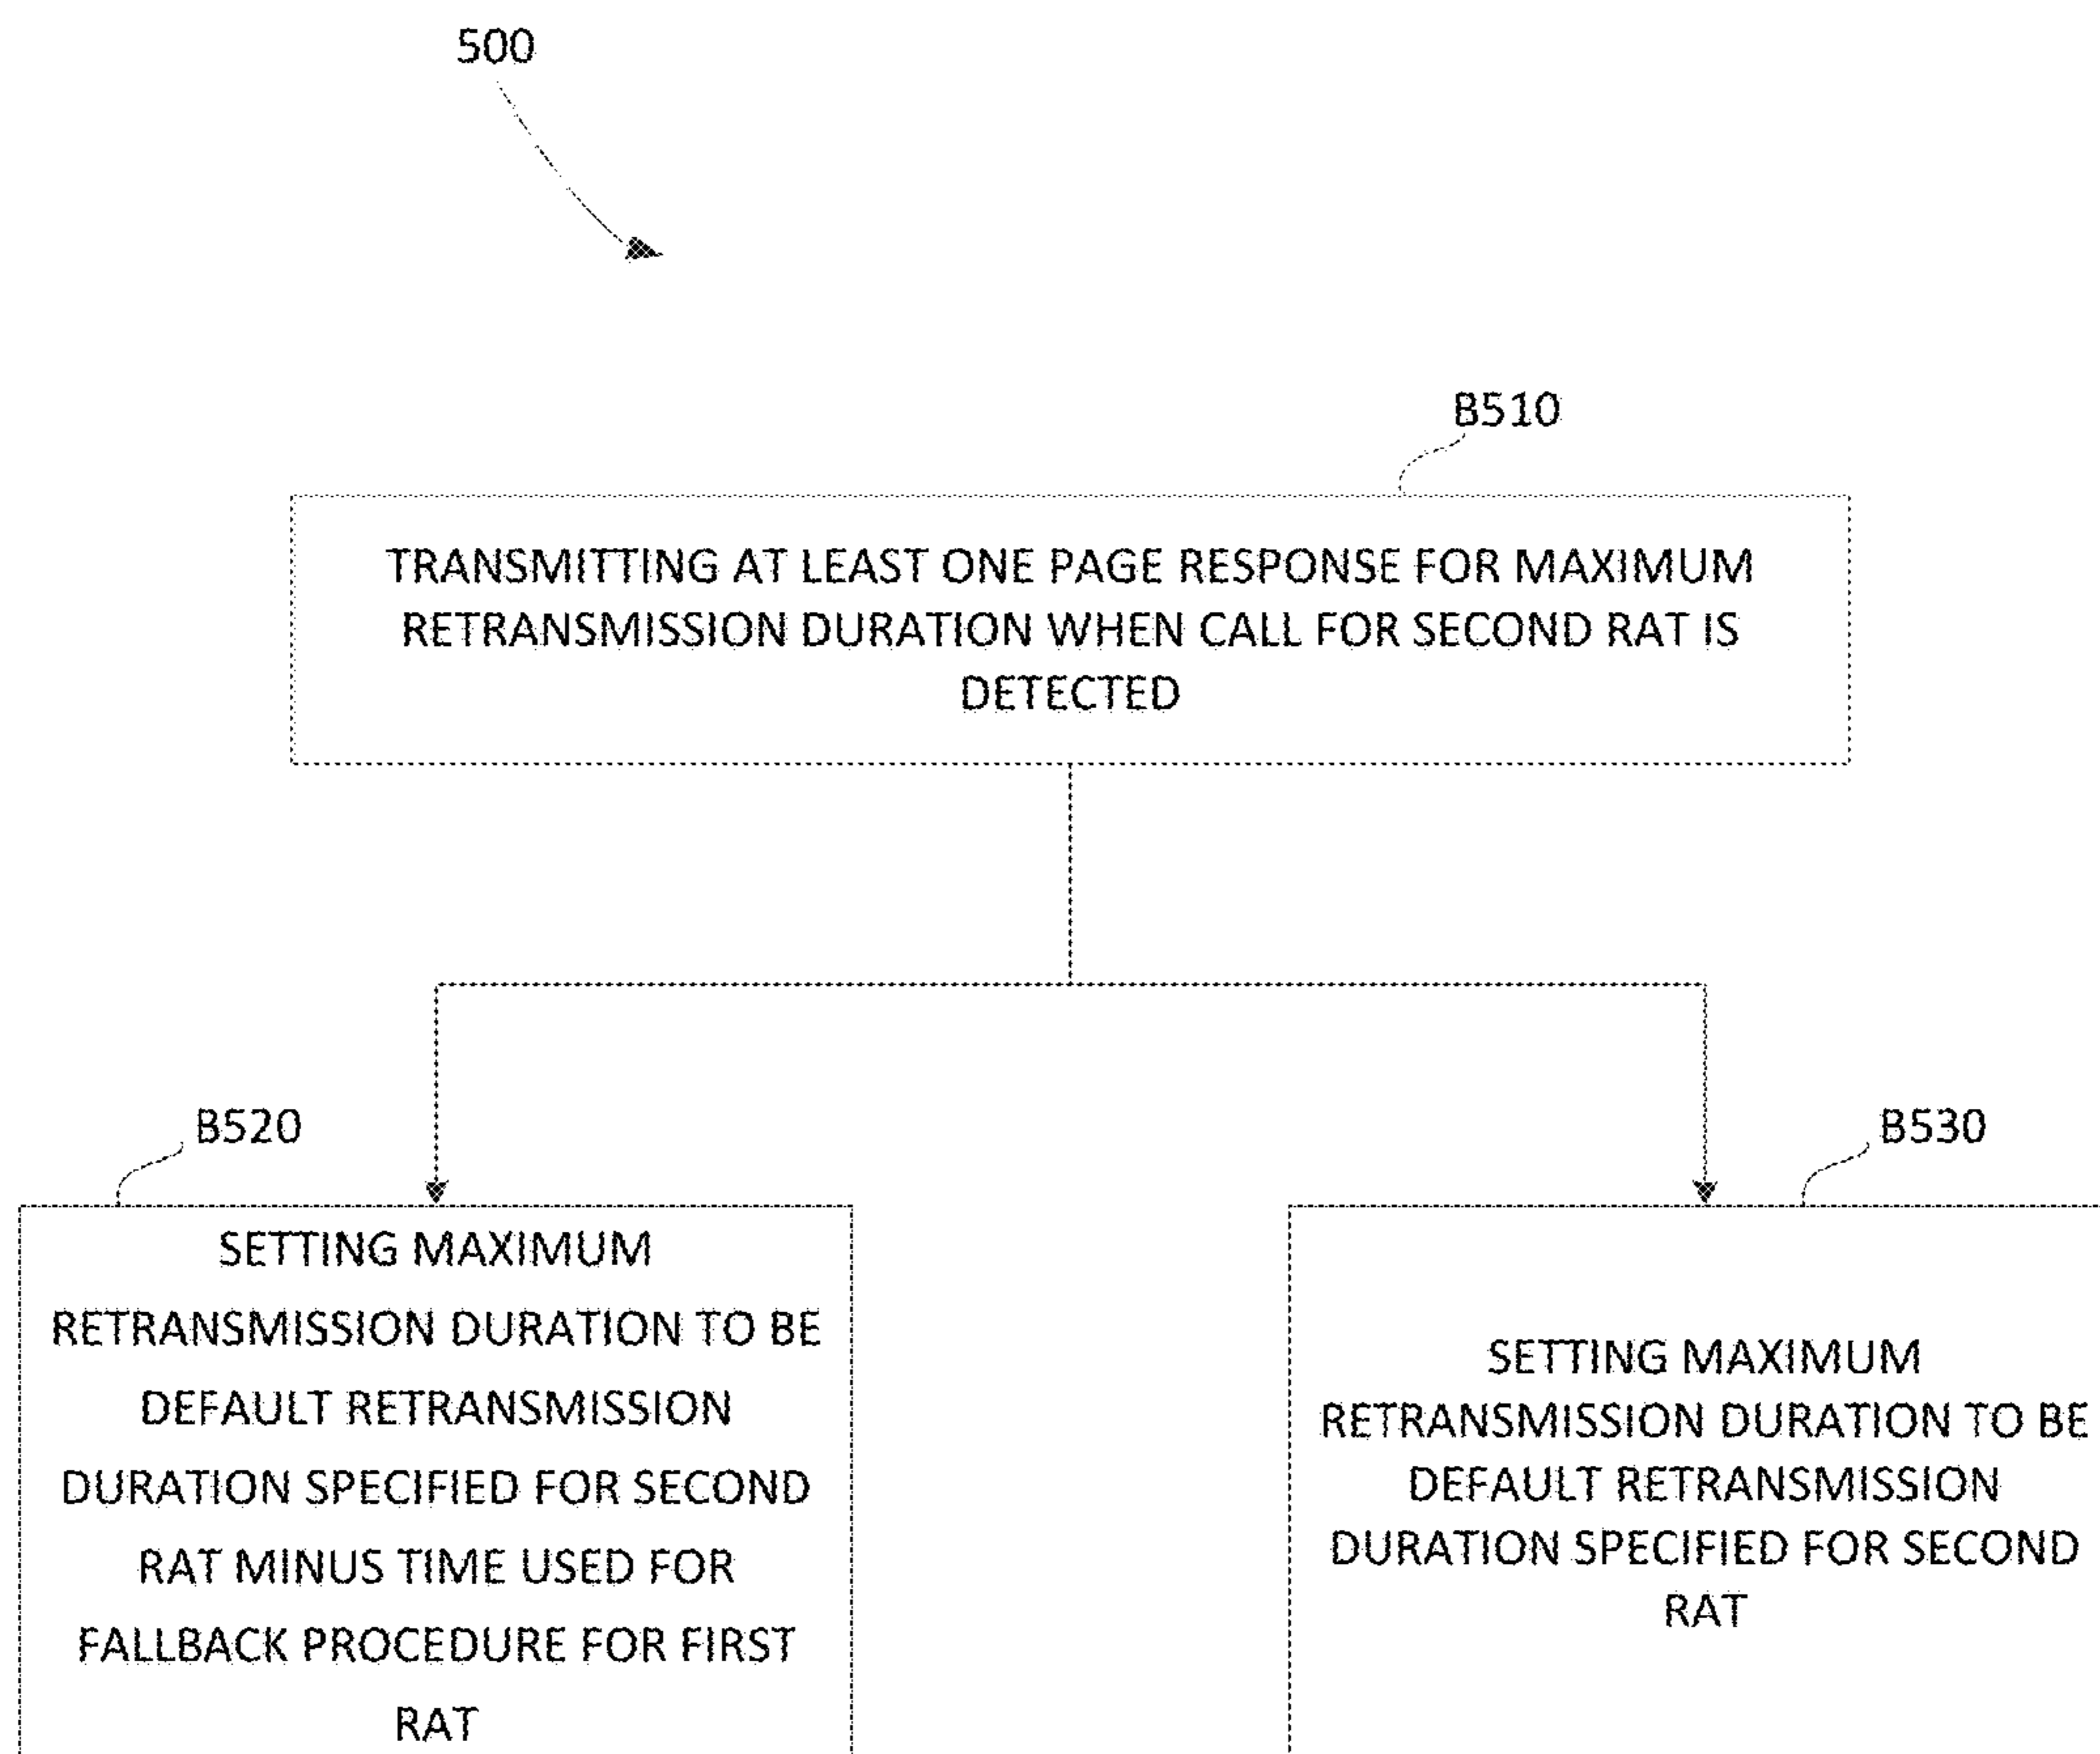 500
B510
TRANSMITTING AT LEAST ONE PAGE RESPONSE FOR MAXIMUM
RETRANSMISSION DURATION WHEN CALL FOR SECOND RAT IS
DETECTED
B520
SETTING MAXIMUM
RETRANSMISSION DURATION TO BE
DEFAULT RETRANSMISSION
DURATION SPECIFIED FOR SECOND
RAT MINUS TIME USED FOR
FALLBACK PROCEDURE FOR FIRST
RAT
B530
SETTING MAXIMUM
RETRANSMISSION DURATION TO BE
DEFAULT RETRANSMISSION
DURATION SPECIFIED FOR SECOND
RAT